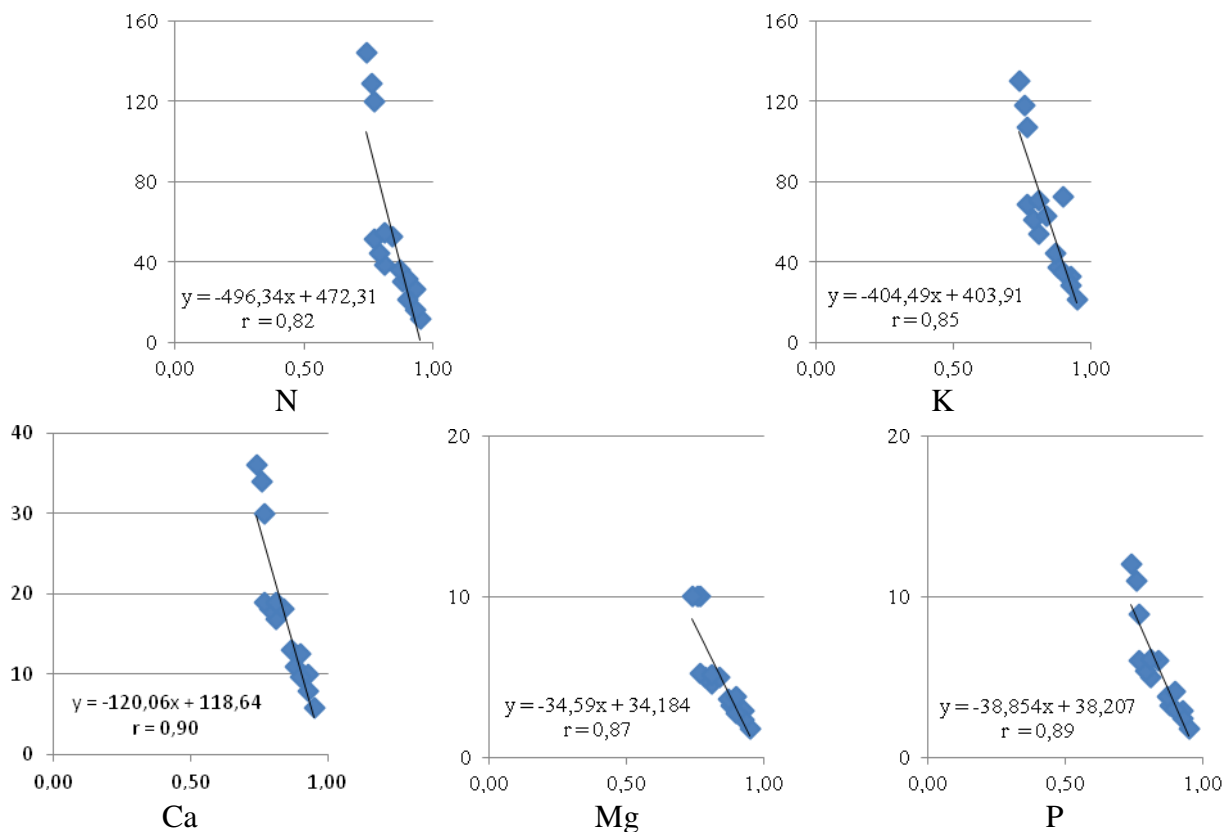 160
120
80
40
0
0,00 0,50 1,00
y = -496,34x + 472,31
r = 0,82
N
160
120
80
40
0
0,00 0,50 1,00
y = -404,49x + 403,91
r = 0,85
K
40
30
20
10
0
0,00 0,50 1,00
y = -120,06x + 118,64
r = 0,90
Ca
20
10
0
0,00 0,50 1,00
y = -34,59x + 34,184
r = 0,87
Mg
20
10
0
0,00 0,50 1,00
y = -38,854x + 38,207
r = 0,89
P